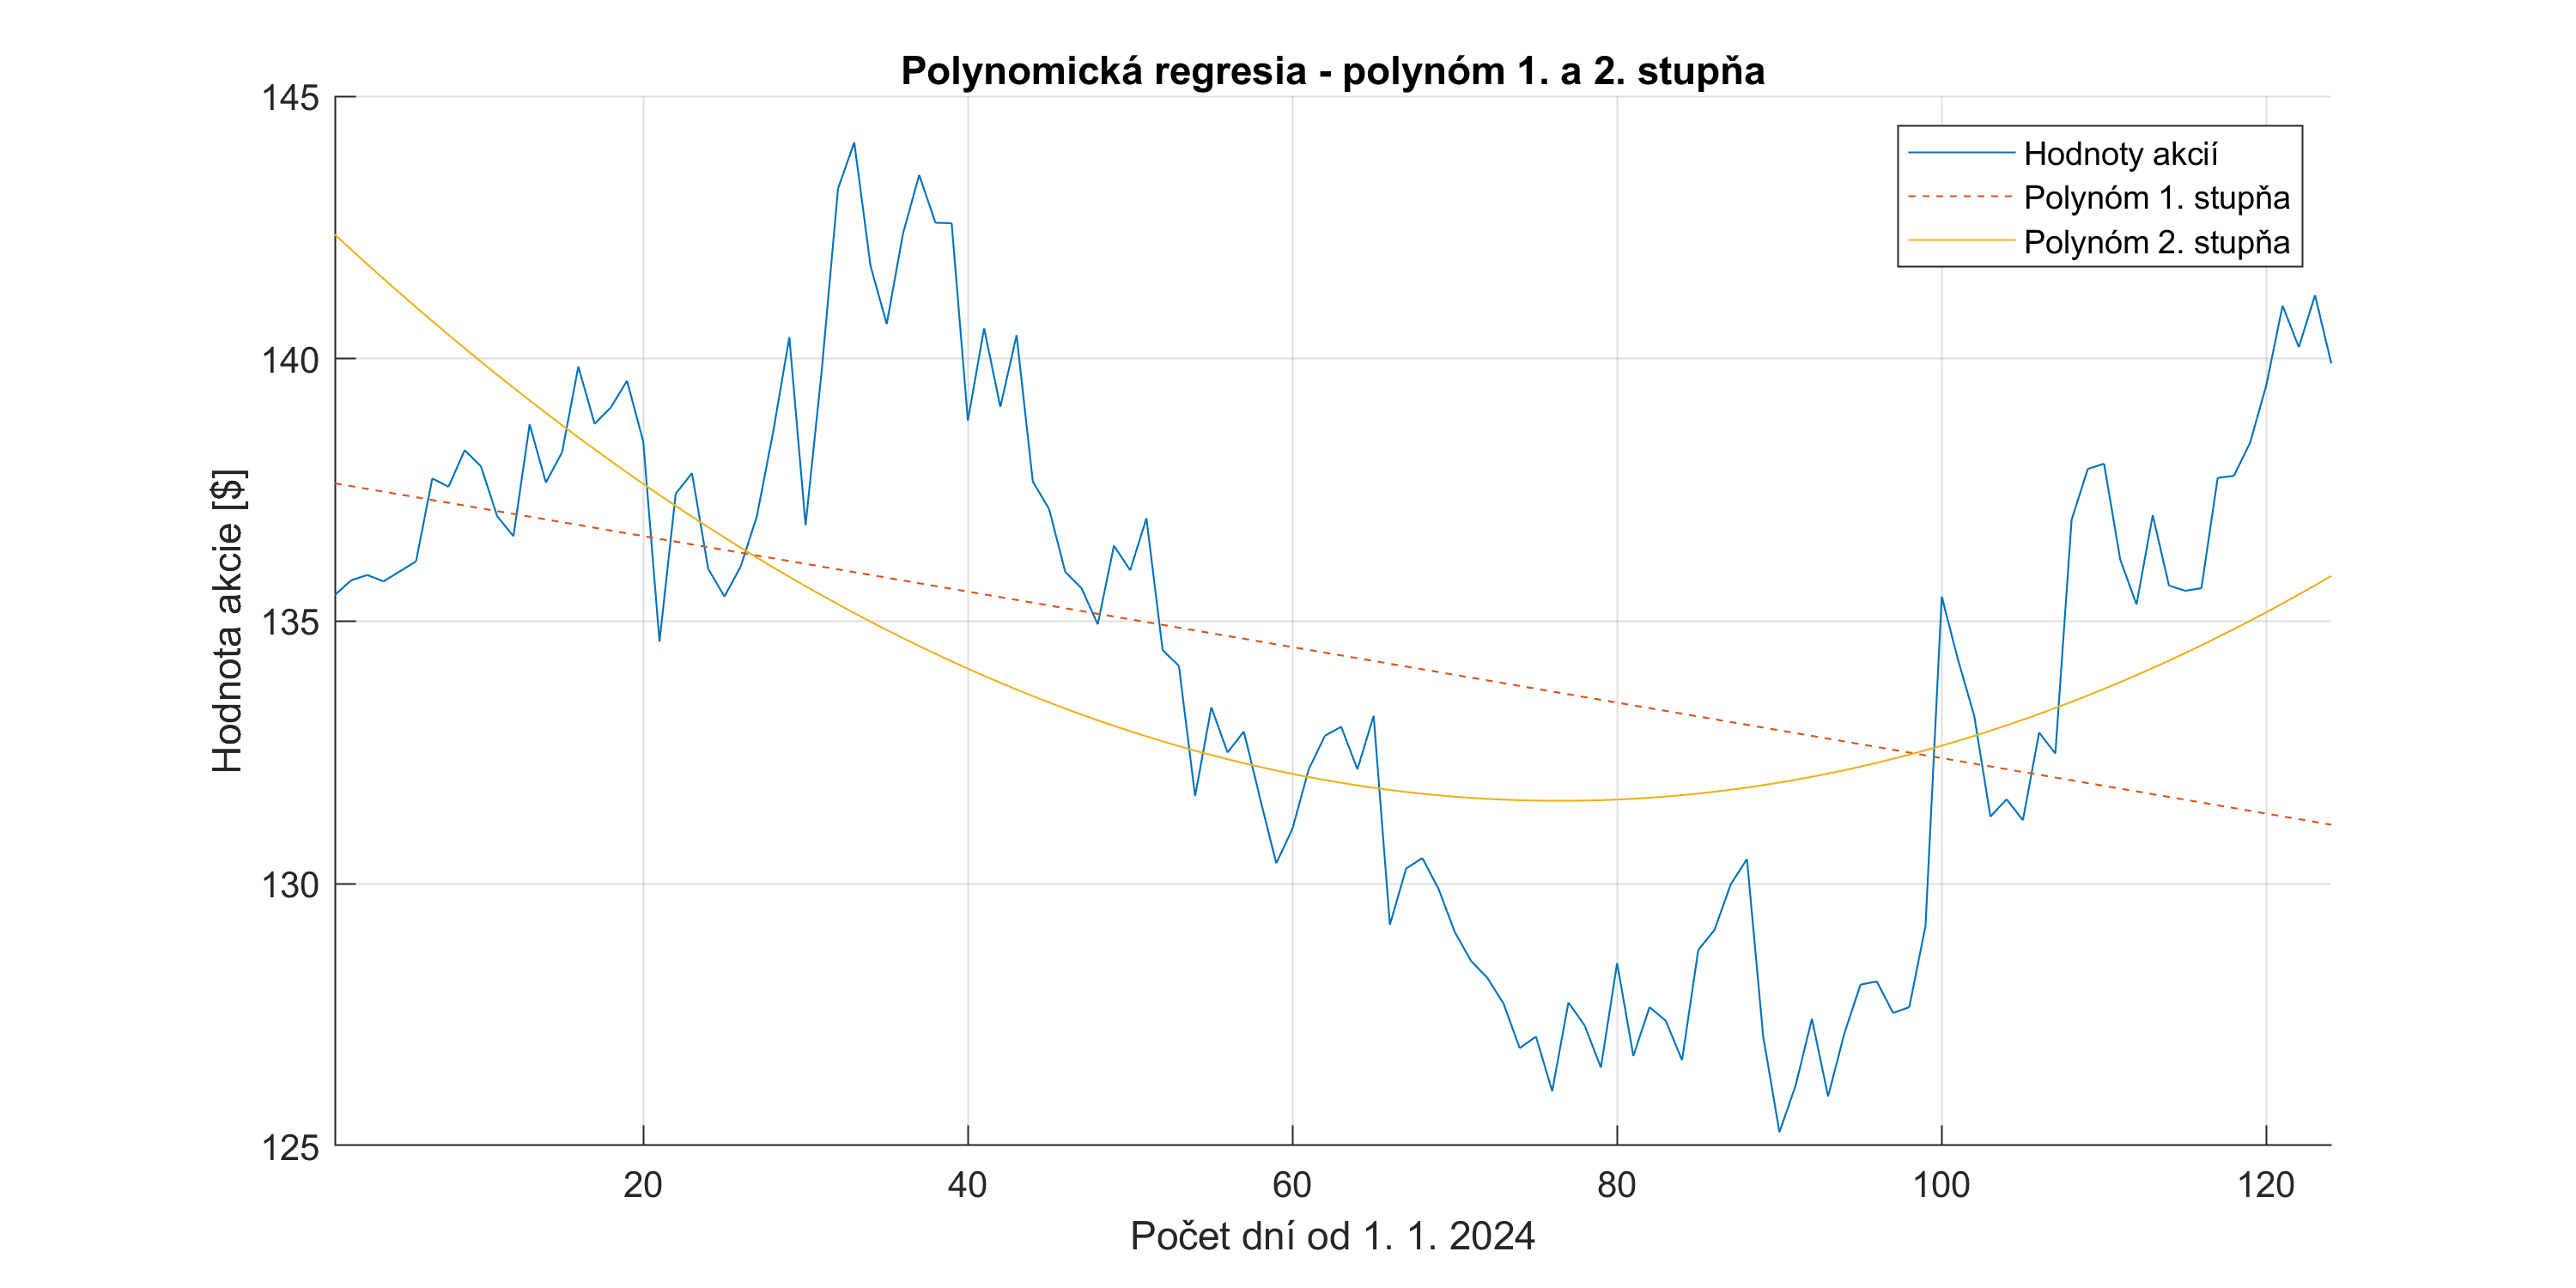 Polynomická regresia - polynóm 1. a 2. stupňa
Hodnoty akcií
Polynóm 1. stupňa
Polynóm 2. stupňa
Hodnota akcie [$]
145
140
135
130
125
20 40 60 80 100 120
Počet dní od 1. 1. 2024